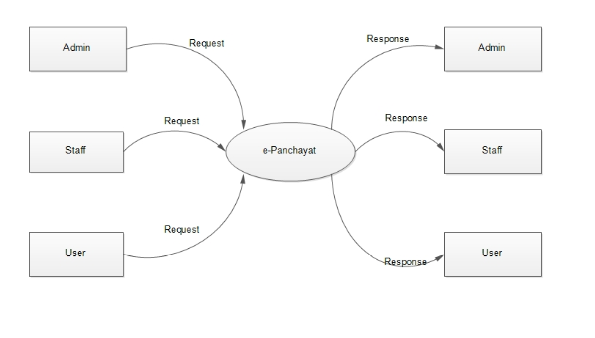 Admin
Request
Response
Admin
Staff
Request
e-Panchayat
Response
Staff
User
Request
Response
User